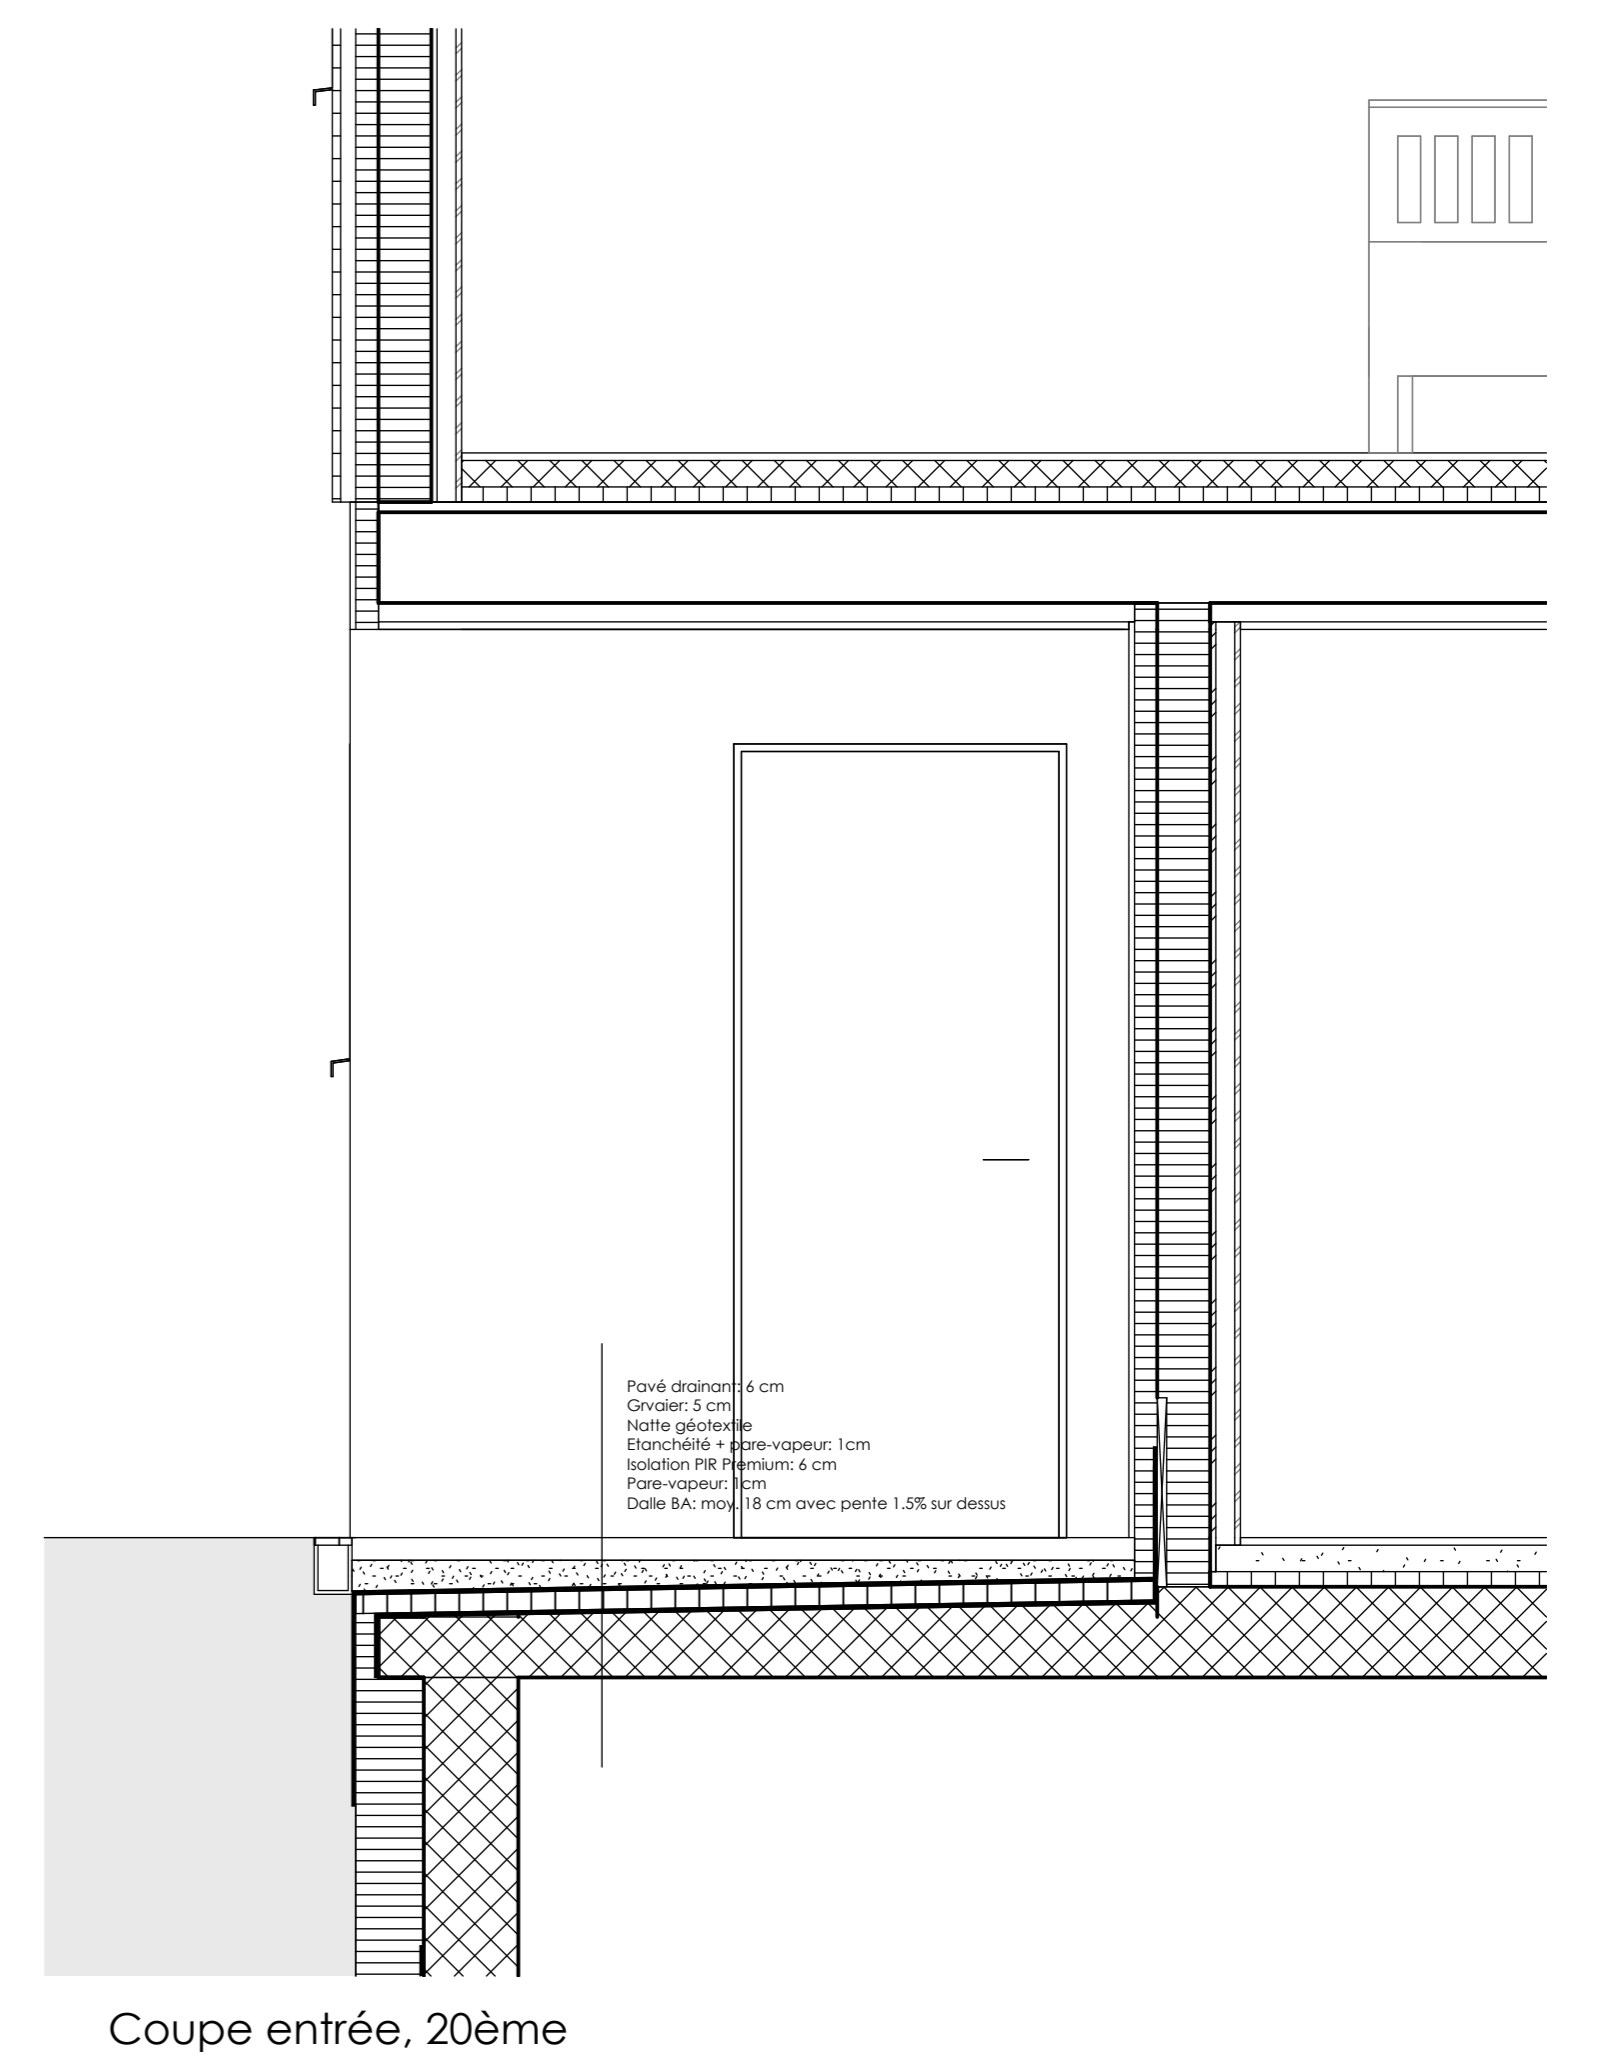 Pavé drainant: 6 cm
Grvaier: 5 cm
Natte géotextile
Etanchéité + pare-vapeur: 1cm
Isolation PIR Premium: 6 cm
Pare-vapeur: 1cm
Dalle BA: moy. 18 cm avec pente 1.5% sur dessus
Coupe entrée, 20ème